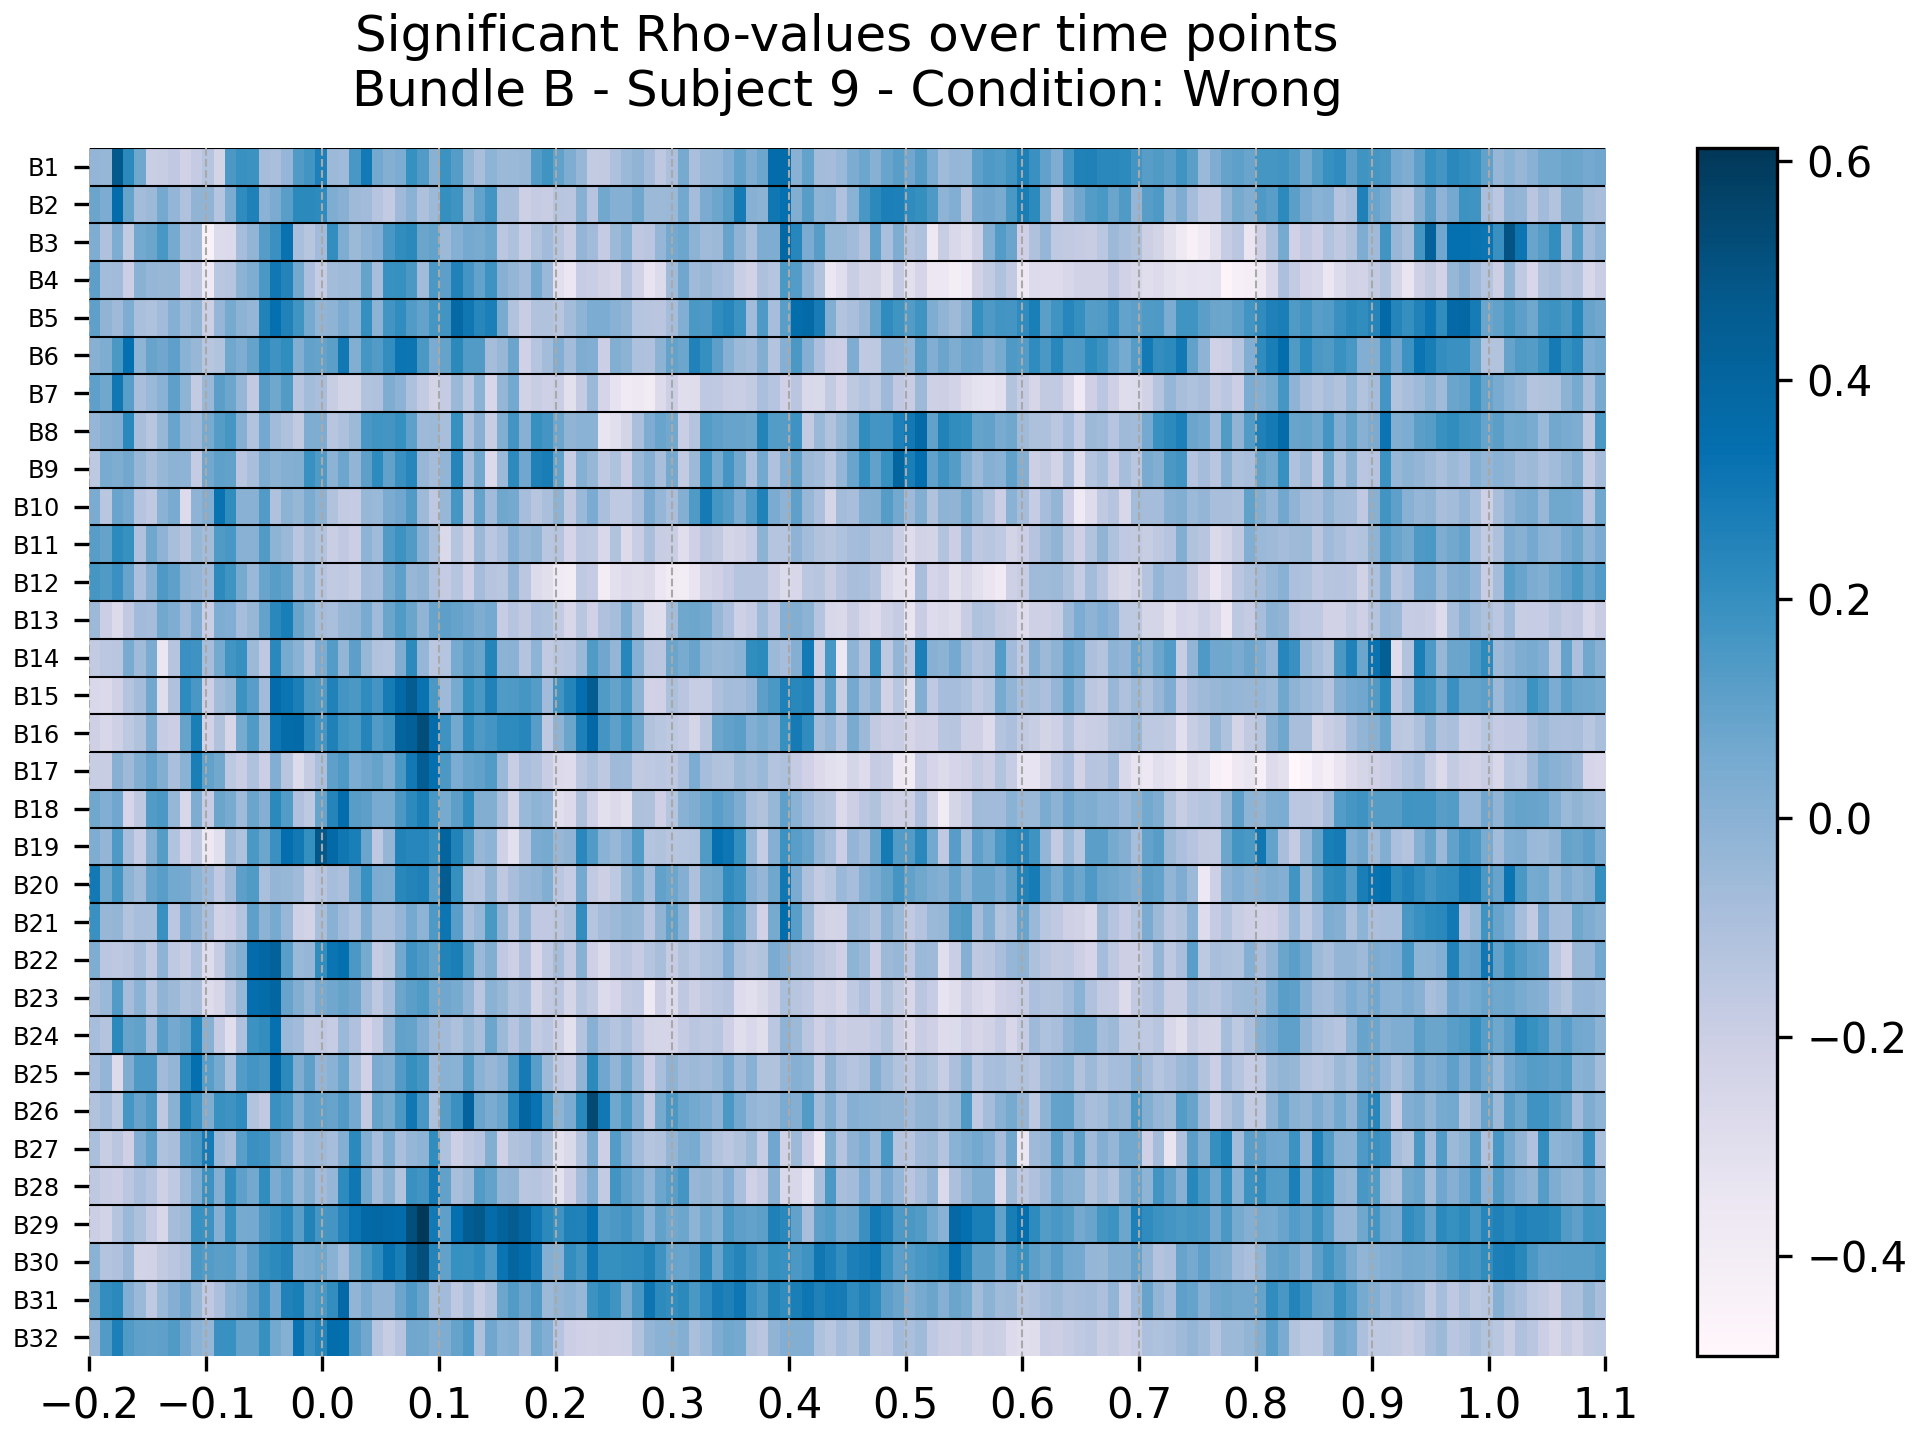 Significant Rho-values over time points
Bundle B - Subject 9 - Condition: Wrong
B1
B2
B3
B4
B5
B6
B7
B8
B9
B10
B11
B12
B13
B14
B15
B16
B17
B18
B19
B20
B21
B22
B23
B24
B25
B26
B27
B28
B29
B30
B31
B32
−0.2 −0.1 0.0 0.1 0.2 0.3 0.4 0.5 0.6 0.7 0.8 0.9 1.0 1.1
0.6
0.4
0.2
0.0
−0.2
−0.4